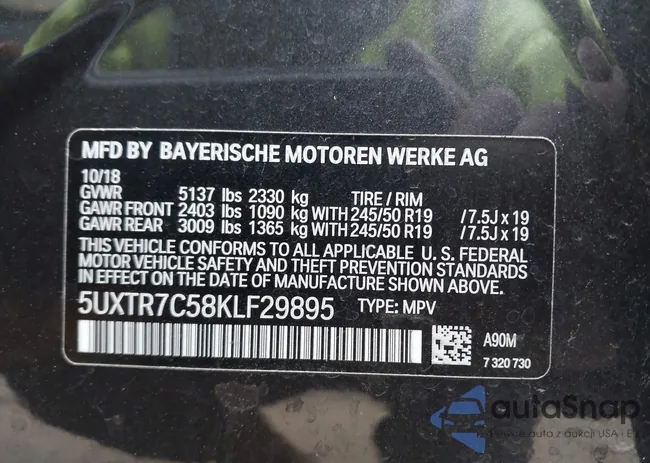 MFD BY BAYERISCHE MOTOREN WERKE AG
10/18
GVWR 5137 lbs 2330 kg TIRE / RIM
GAWR FRONT 2403 lbs 1090 kg WITH 245/50 R19 /7.5J x 19
GAWR REAR 3009 lbs 1365 kg WITH 245/50 R19 /7.5J x 19
THIS VEHICLE CONFORMS TO ALL APPLICABLE U. S. FEDERAL
MOTOR VEHICLE SAFETY AND THEFT PREVENTION STANDARDS
IN EFFECT ON THE DATE OF MANUFACTURE SHOWN ABOVE.
5UXTR7C58KLF29895 TYPE: MPV
A90M
7 320 730
autoSnap
auta z aukcji USA